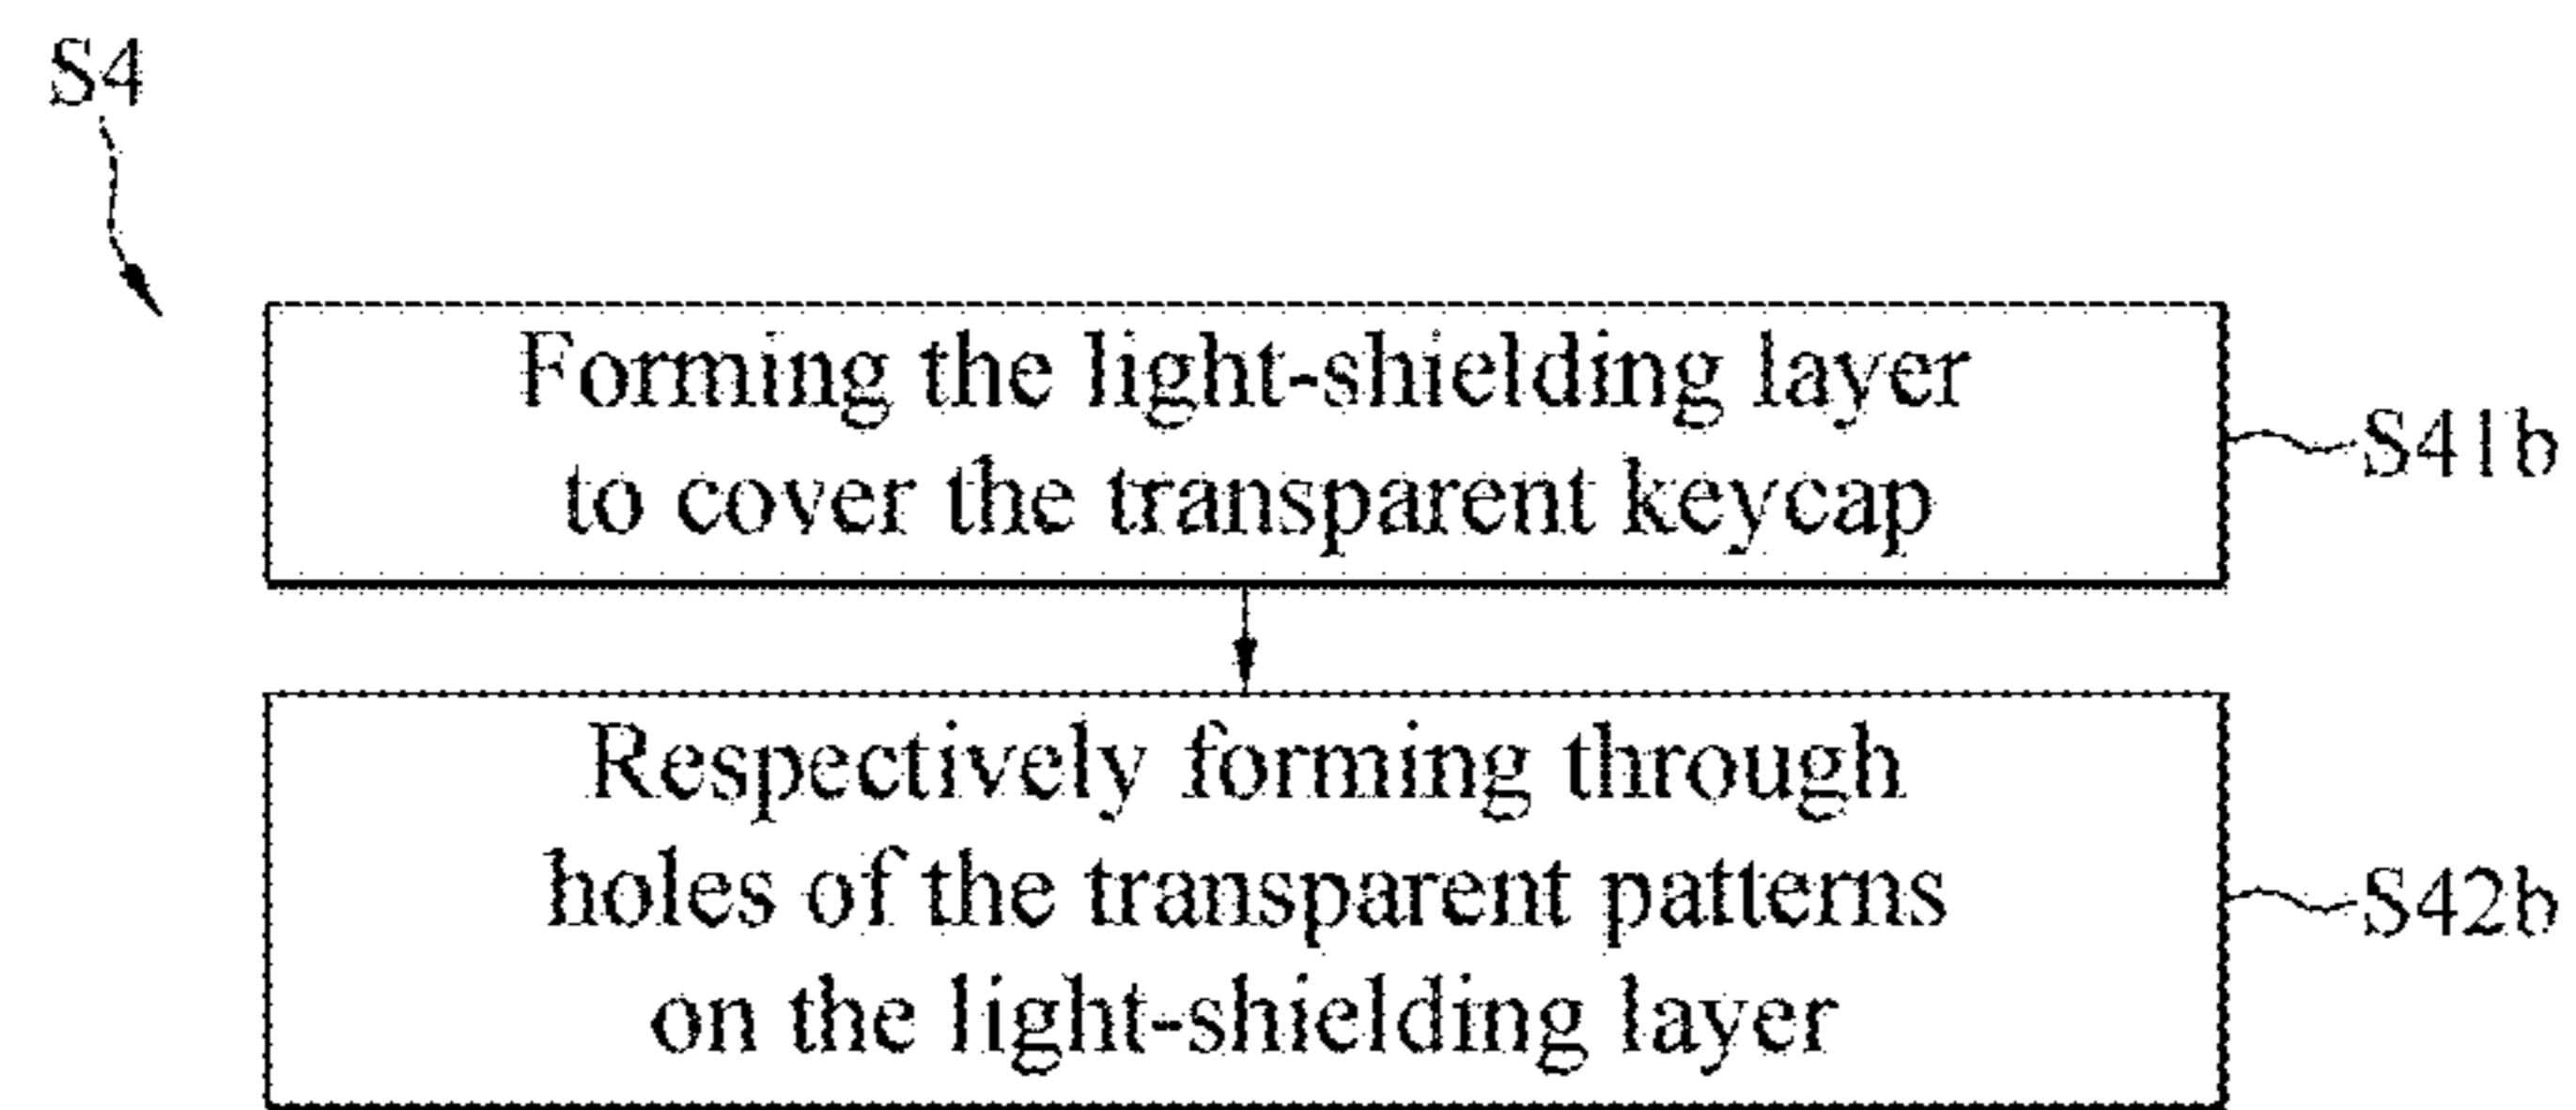 S4
Forming the light-shielding layer
to cover the transparent keycap
S41b
Respectively forming through
holes of the transparent patterns
on the light-shielding layer
S42b